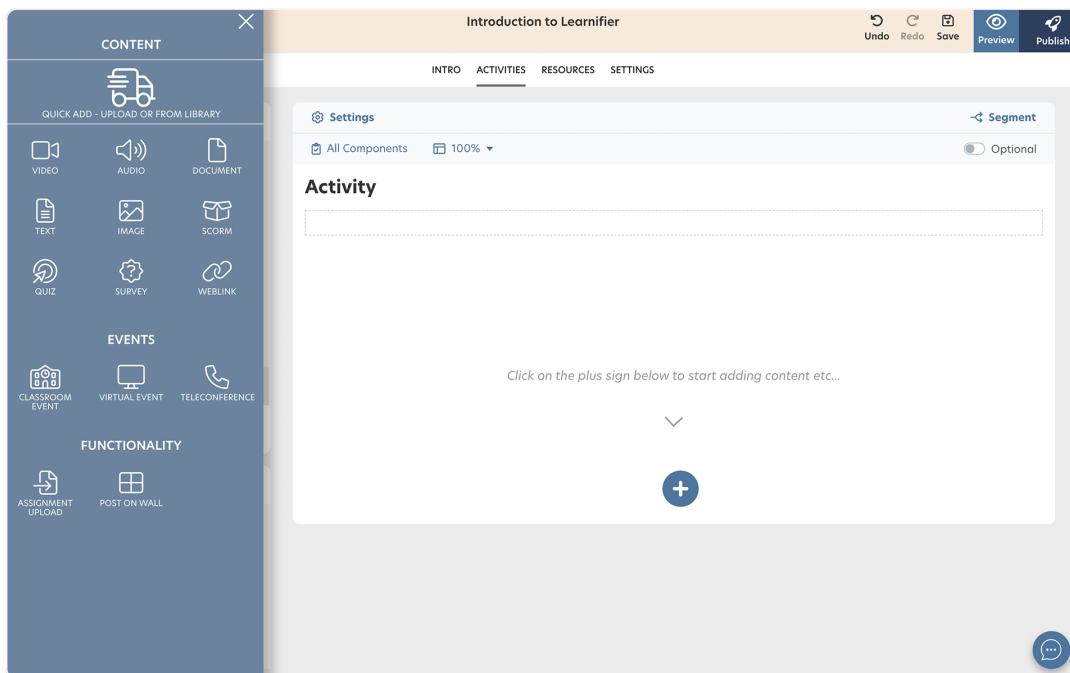 CONTENT
QUICK ADD - UPLOAD OR FROM LIBRARY
VIDEO
AUDIO
DOCUMENT
TEXT
IMAGE
SCORM
QUIZ
SURVEY
WEBLINK
EVENTS
CLASSROOM
EVENT
VIRTUAL EVENT
TELECONFERENCE
FUNCTIONALITY
ASSIGNMENT
UPLOAD
POST ON WALL
Introduction to Learnifier
Undo
Redo
Save
Preview
Publish
INTRO
ACTIVITIES
RESOURCES
SETTINGS
Settings
Segment
All Components
100%
Optional
Activity
Click on the plus sign below to start adding content etc...